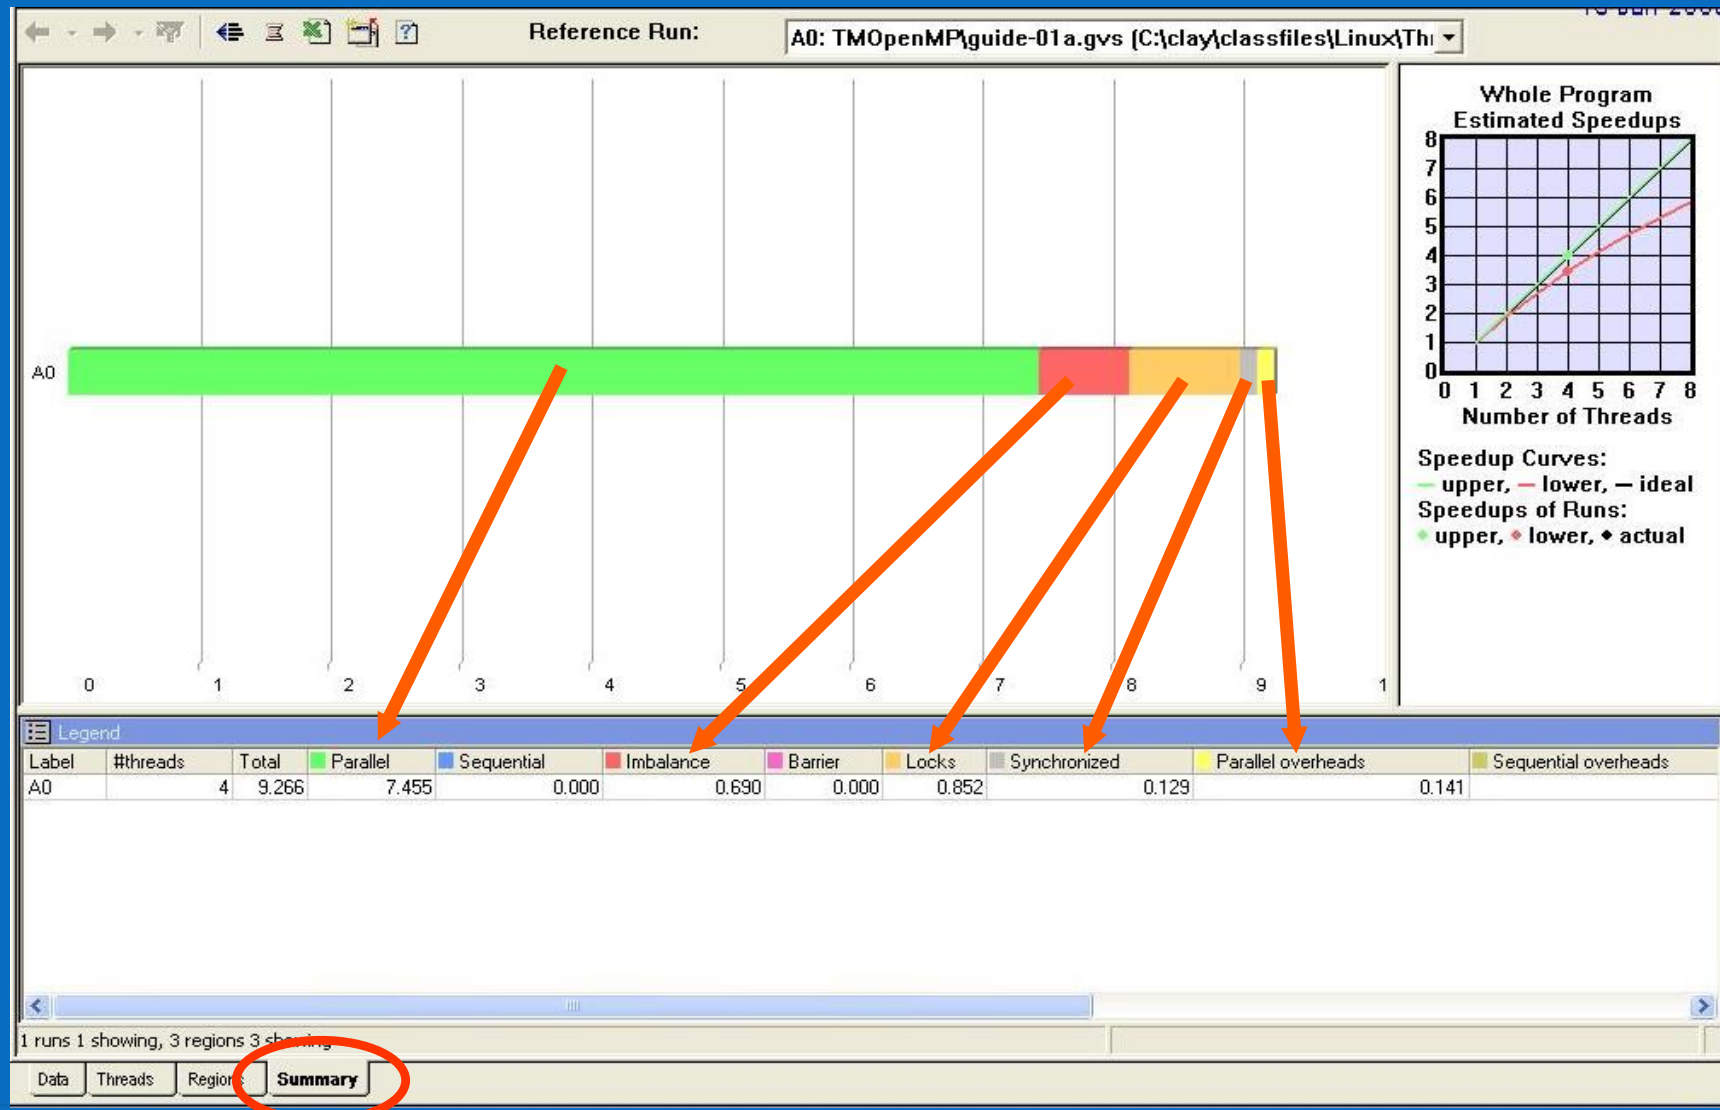 Reference Run: A0: TMOpenMP\guide-01a.gvs (C:\clay\classfiles\Linux\Thr
A0
0 1 2 3 4 5 6 7 8 9 1
Whole Program
Estimated Speedups
8
7
6
5
4
3
2
1
0
0 1 2 3 4 5 6 7 8
Number of Threads
Speedup Curves:
upper, lower, ideal
Speedups of Runs:
upper, lower, actual
Legend
Label #threads Total Parallel Sequential Imbalance Barrier Locks Synchronized Parallel overheads Sequential overheads
A0 4 9.266 7.455 0.000 0.690 0.000 0.852 0.129 0.141
1 runs 1 showing, 3 regions 3 showing
Data Threads Regions Summary